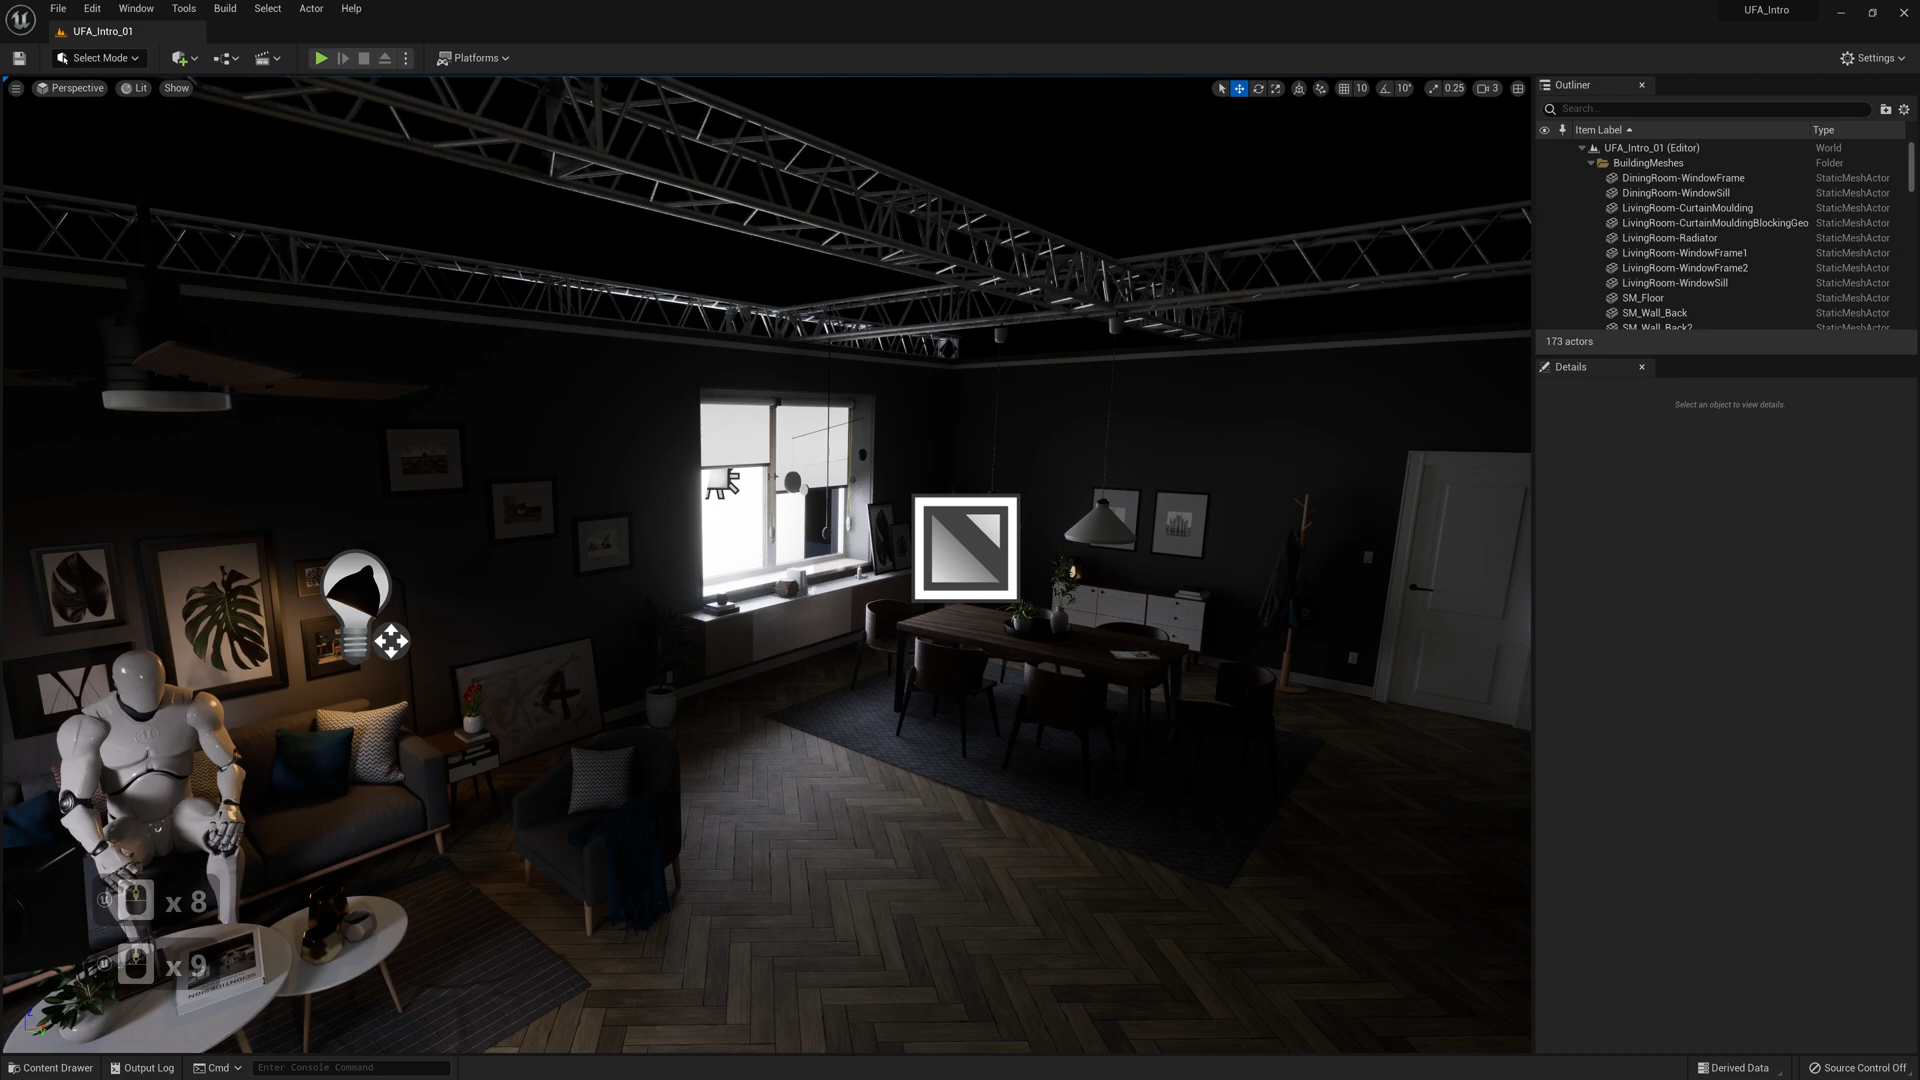 File Edit Window Tools Build Select Actor Help
UFA_Intro
UFA_Intro_01
Select Mode
Platforms
Settings
Perspective
Lit
Show
10
10°
0.25
3
Outliner
Search...
Item Label
Type
UFA_Intro_01 (Editor) World
BuildingMeshes Folder
DiningRoom-WindowFrame StaticMeshActor
DiningRoom-WindowSill StaticMeshActor
LivingRoom-CurtainMoulding StaticMeshActor
LivingRoom-CurtainMouldingBlockingGeo StaticMeshActor
LivingRoom-Radiator StaticMeshActor
LivingRoom-WindowFrame1 StaticMeshActor
LivingRoom-WindowFrame2 StaticMeshActor
LivingRoom-WindowSill StaticMeshActor
SM_Floor StaticMeshActor
SM_Wall_Back StaticMeshActor
SM_Wall_Back2 StaticMeshActor
173 actors
Details
Select an object to view details.
x 8
x 9
SCIONTIDESIGN
Z
Content Drawer
Output Log
Cmd
Enter Console Command
Derived Data
Source Control Off